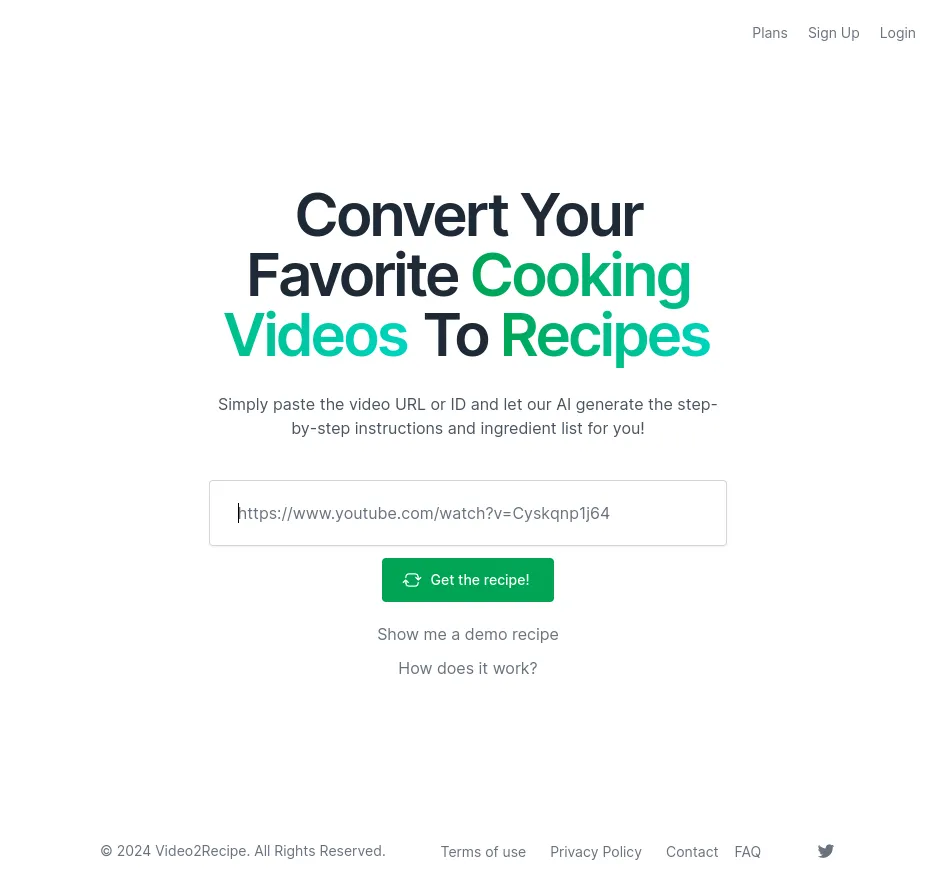 Plans Sign Up Login
Convert Your
Favorite Cooking
Videos To Recipes
Simply paste the video URL or ID and let our AI generate the step-
by-step instructions and ingredient list for you!
https://www.youtube.com/watch?v=Cyskqnp1j64
Get the recipe!
Show me a demo recipe
How does it work?
© 2024 Video2Recipe. All Rights Reserved. Terms of use Privacy Policy Contact FAQ